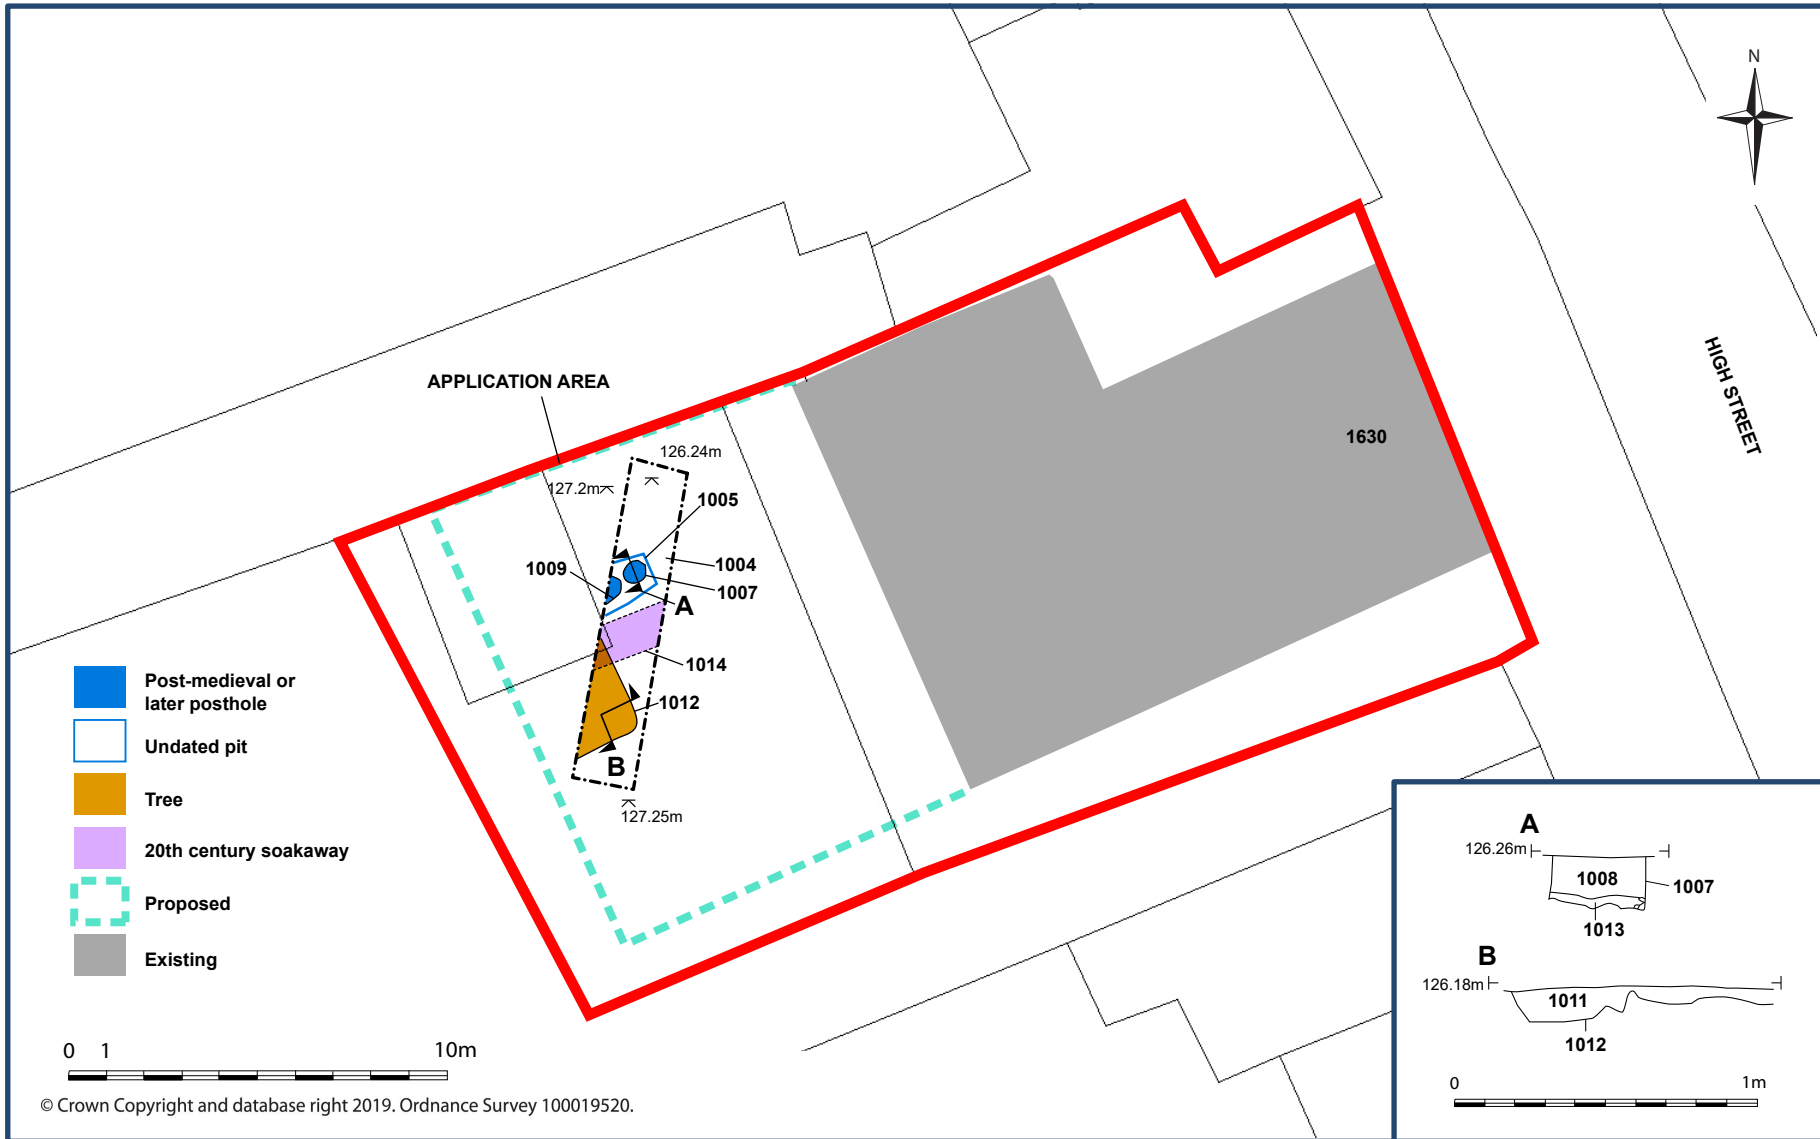 N
HIGH STREET
APPLICATION AREA
126.24m
127.2m
1005
1009
1004
1007
A
1014
1012
B
127.25m
1630
Post-medieval or
later posthole
Undated pit
Tree
20th century soakaway
Proposed
Existing
0 1 10m
© Crown Copyright and database right 2019. Ordnance Survey 100019520.
A
126.26m
1008
1007
1013
B
126.18m
1011
1012
0 1m